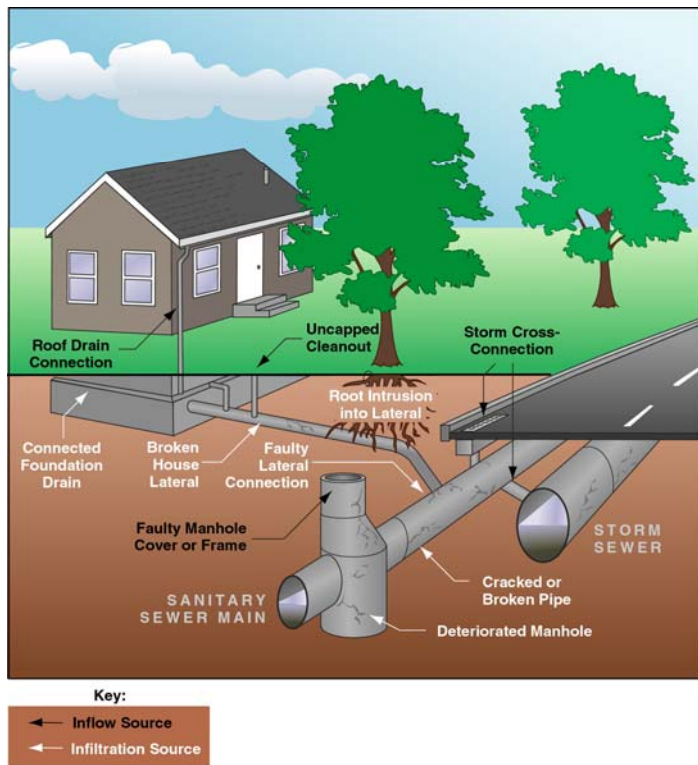 Roof Drain
Connection
Uncapped
Cleanout
Storm Cross-
Connection
Root Intrusion
into Lateral
Connected
Foundation
Drain
Broken
House
Lateral
Faulty
Lateral
Connection
Faulty Manhole
Cover or Frame
STORM
SEWER
Cracked or
Broken Pipe
SANITARY
SEWER MAIN
Deteriorated Manhole
Key:
Inflow Source
Infiltration Source